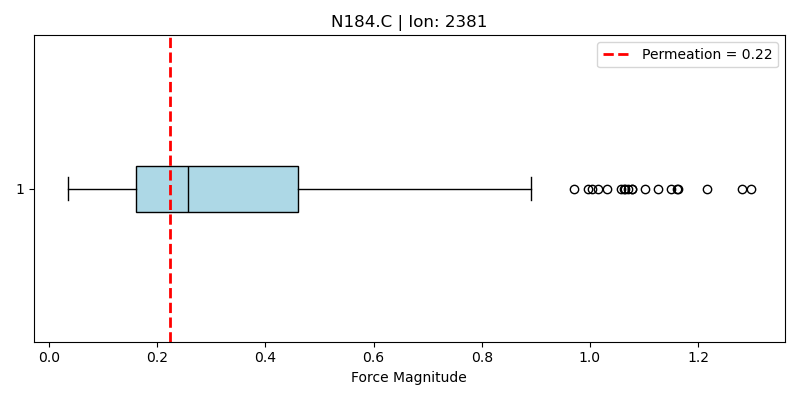 N184.C | Ion: 2381
Permeation = 0.22
1
0.0 0.2 0.4 0.6 0.8 1.0 1.2
Force Magnitude